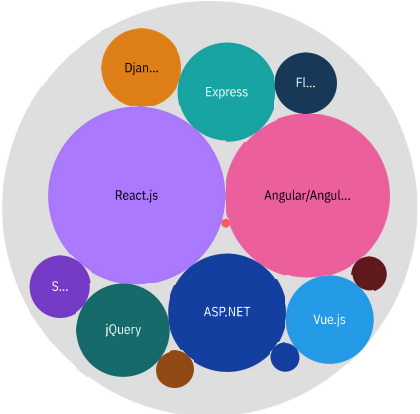 Djan...
Express
Fl...
React.js
Angular/Angul...
S...
jQuery
ASP.NET
Vue.js